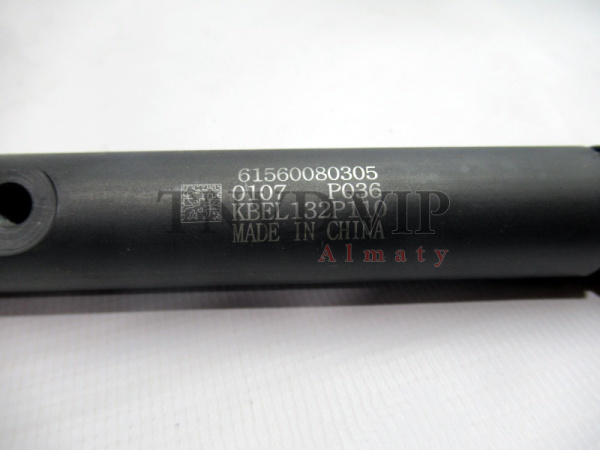 61560080305
0107 P036
KBEL132P110
MADE IN CHINA
Almaty